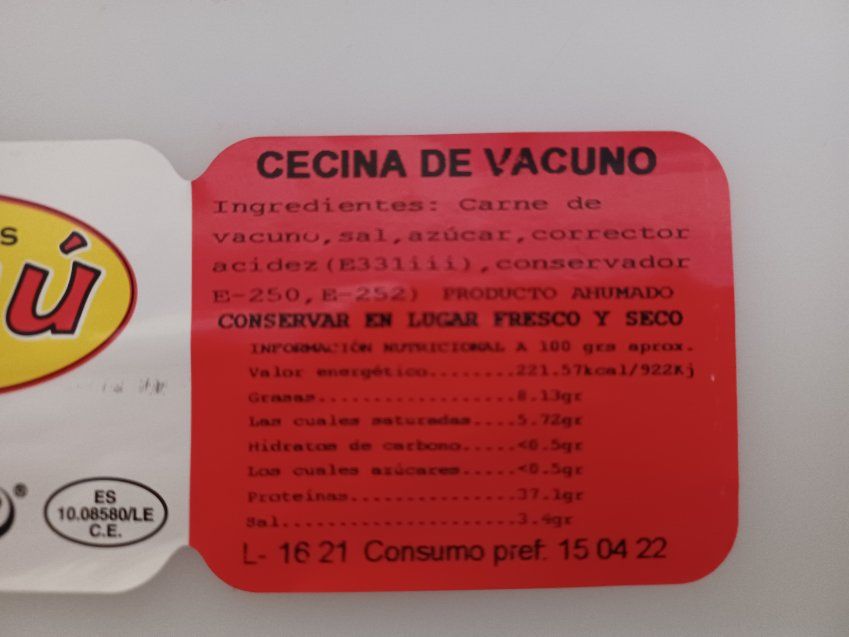 CECINA DE VACUNO
Ingredientes: Carne de
vacuno,sal,azúcar,corrector
acidez(E331iii),conservador
E-250,E-252) PRODUCTO AHUMADO
CONSERVAR EN LUGAR FRESCO Y SECO
INFORMACIÓN NUTRICIONAL A 100 grs aprox.
Valor energético........221.57kcal/922Kj
Grasas..................8.13gr
Las cuales saturadas....5.72gr
Hidratos de carbono.....<0.5gr
Los cuales azúcares.....<0.5gr
Proteínas...............37.1gr
Sal.....................3.4gr
L- 16 21 Consumo pref: 15 04 22
S
ú
®
ES
10.08580/LE
C.E.